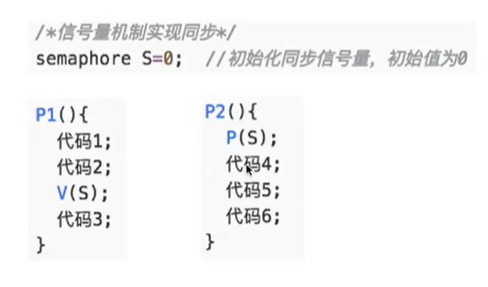 /*信号量机制实现同步*/
semaphore S=0;  //初始化同步信号量，初始值为0
P1(){
  代码1;
  代码2;
  V(S);
  代码3;
}
P2(){
  P(S);
  代码4;
  代码5;
  代码6;
}